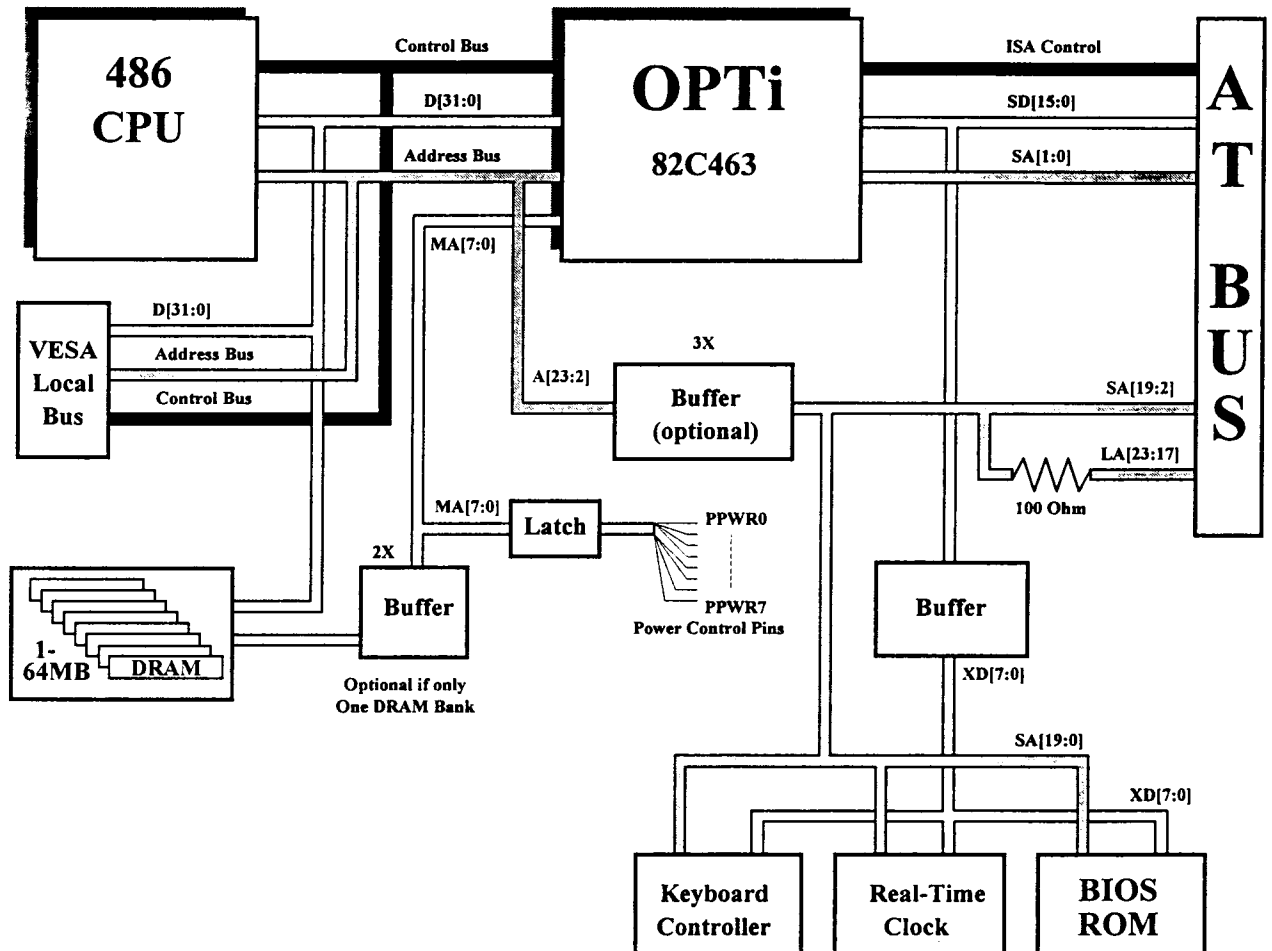 486
CPU
Control Bus
D[31:0]
Address Bus
MA[7:0]
OPTi
82C463
ISA Control
SD[15:0]
SA[1:0]
A
T
B
U
S
VESA
Local
Bus
D[31:0]
Address Bus
Control Bus
A[23:2]
3X
Buffer
(optional)
SA[19:2]
LA[23:17]
100 Ohm
MA[7:0]
Latch
PPWR0
PPWR7
Power Control Pins
2X
Buffer
Optional if only
One DRAM Bank
1-
64MB
DRAM
Buffer
XD[7:0]
SA[19:0]
XD[7:0]
Keyboard
Controller
Real-Time
Clock
BIOS
ROM